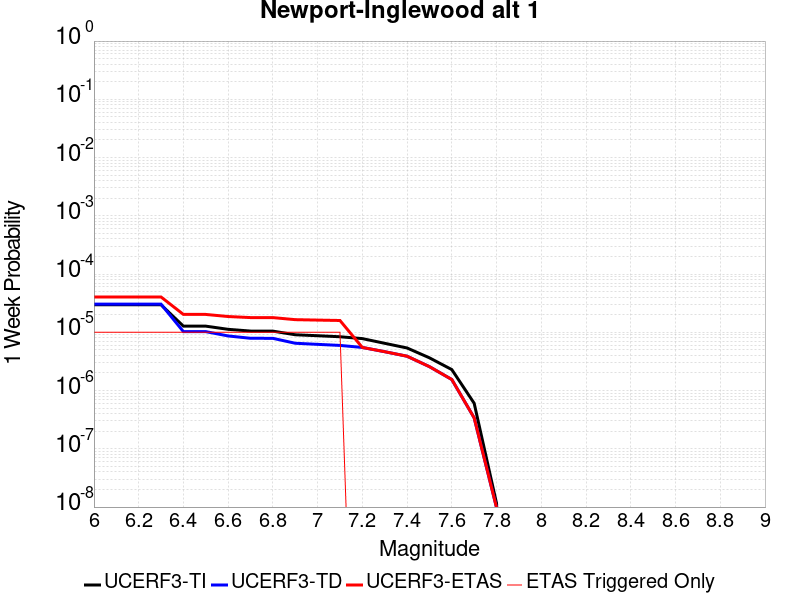 Newport-Inglewood alt 1
10^0
10^-1
10^-2
10^-3
10^-4
10^-5
10^-6
10^-7
10^-8
1 Week Probability
6 6.2 6.4 6.6 6.8 7 7.2 7.4 7.6 7.8 8 8.2 8.4 8.6 8.8 9
Magnitude
UCERF3-TI UCERF3-TD UCERF3-ETAS ETAS Triggered Only